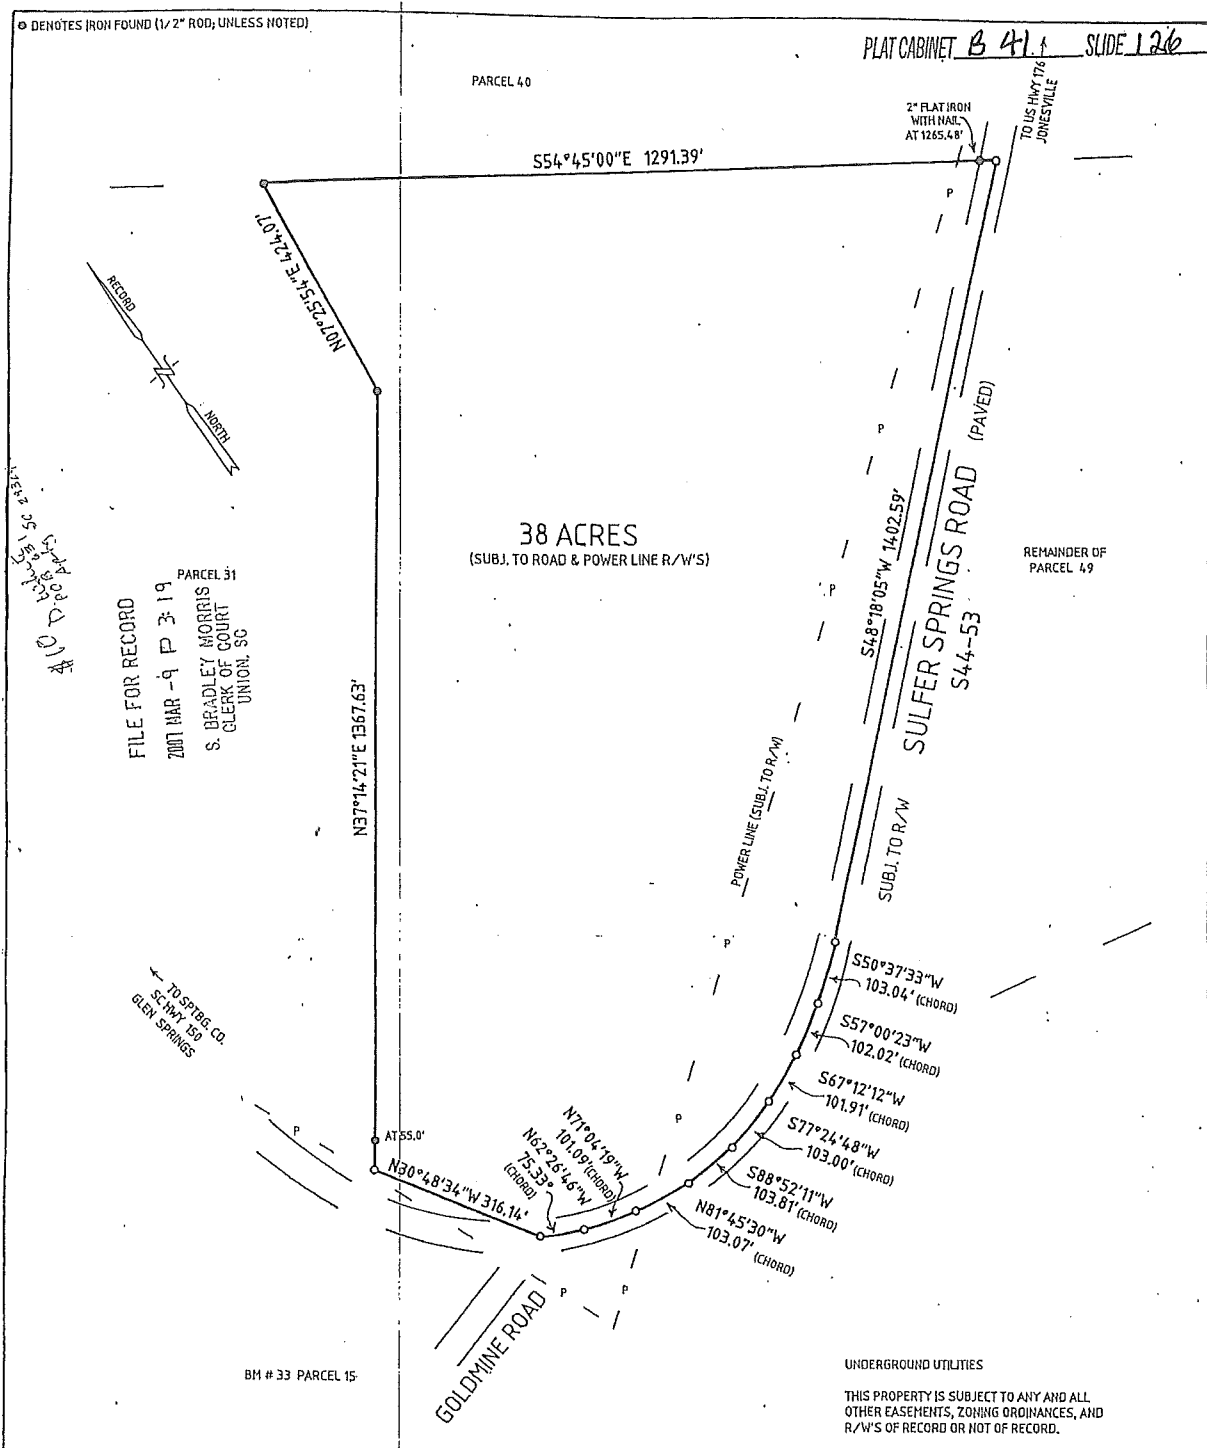 DENOTES IRON FOUND (1/2" ROD; UNLESS NOTED)
PLAT CABINET B 41.1 SLIDE 126
PARCEL 40
2" FLAT IRON
WITH NAIL
AT 1265.48'
TO US HWY 176
JONESVILLE
S54°45'00"E 1291.39'
N07°25'54"E 424.07'
RECORD
NORTH
P
P
P
P
38 ACRES
(SUBJ. TO ROAD & POWER LINE R/W'S)
S48°18'05"W 1402.59'
SULFER SPRINGS ROAD (PAVED)
S44-53
REMAINDER OF
PARCEL 49
PARCEL 31
FILE FOR RECORD
2007 MAR -9 P 3:19
S. BRADLEY MORRIS
CLERK OF COURT
UNION, SC
$10
N37°14'21"E 1367.63'
POWER LINE (SUBJ. TO R/W)
SUBJ. TO R/W
P
S50°37'33"W
103.04' (CHORD)
S57°00'23"W
102.02' (CHORD)
S67°12'12"W
101.91' (CHORD)
S77°24'48"W
103.00' (CHORD)
S88°52'11"W
103.81' (CHORD)
N81°45'30"W
103.07' (CHORD)
N71°04'19"W
101.09' (CHORD)
N62°26'46"W
75.33°
(CHORD)
TO SPTBG. CO.
SC HWY 150
GLEN SPRINGS
P
AT 55.0'
N30°48'34"W 316.14'
P
P
P
GOLDMINE ROAD
BM # 33 PARCEL 15
UNDERGROUND UTILITIES
THIS PROPERTY IS SUBJECT TO ANY AND ALL
OTHER EASEMENTS, ZONING ORDINANCES, AND
R/W'S OF RECORD OR NOT OF RECORD.